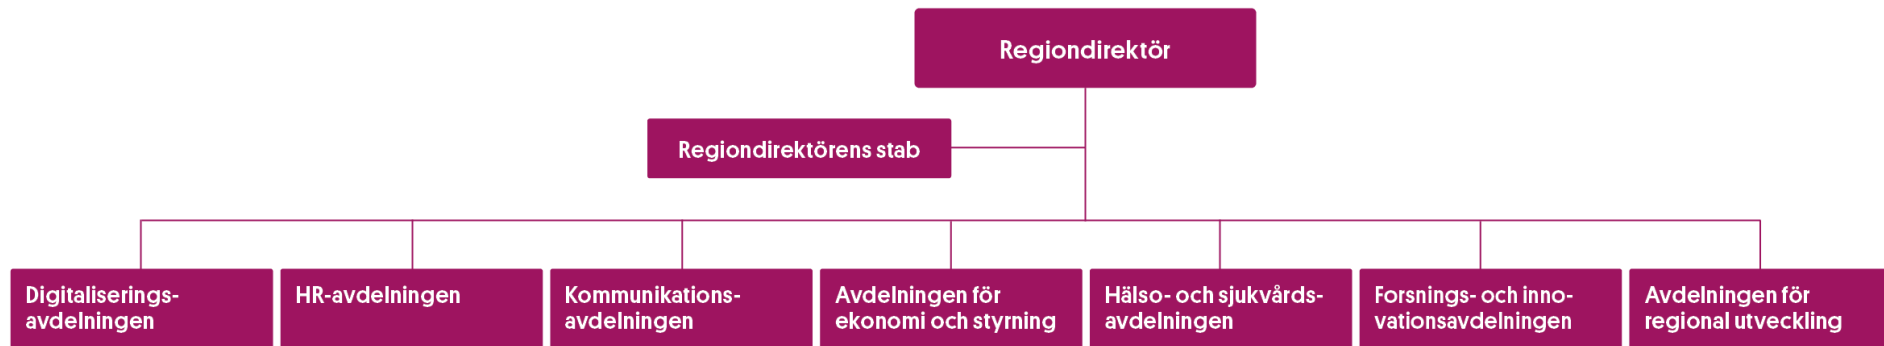 Regiondirektör
Regiondirektörens stab
Digitaliserings-
avdelningen
HR-avdelningen
Kommunikations-
avdelningen
Avdelningen för
ekonomi och styrning
Hälso- och sjukvårds-
avdelningen
Forsnings- och inno-
vationsavdelningen
Avdelningen för
regional utveckling